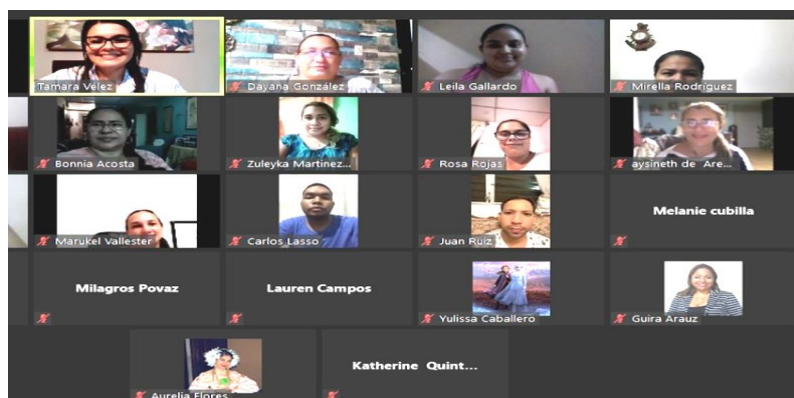 Tamara Vélez
Dayana González
Leila Gallardo
Mirella Rodríguez
Bonnia Acosta
Zuleyka Martinez...
Rosa Rojas
aysineth de Are...
Marukel Vallester
Carlos Lasso
Juan Ruiz
Melanie cubilla
Milagros Povaz
Lauren Campos
Yulissa Caballero
Guira Arauz
Aurelia Flores
Katherine Quint...